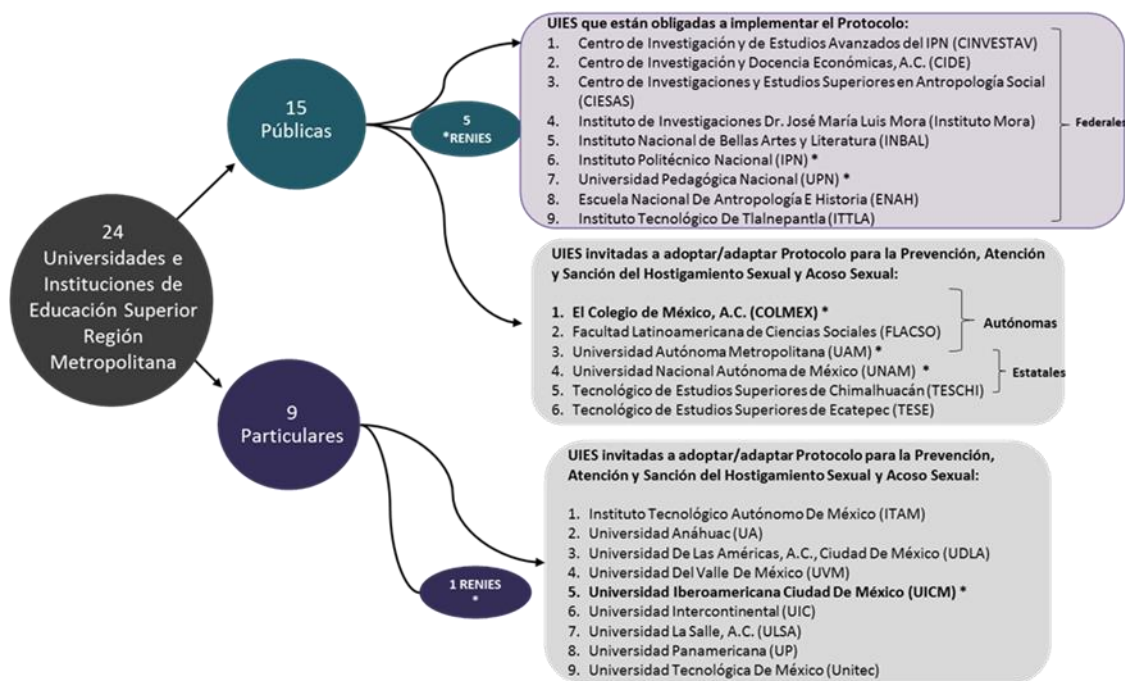 24
Universidades e
Instituciones de
Educación Superior
Región
Metropolitana
15
Públicas
5
*RENIES
UIES que están obligadas a implementar el Protocolo:
1. Centro de Investigación y de Estudios Avanzados del IPN (CINVESTAV)
2. Centro de Investigación y Docencia Económicas, A.C. (CIDE)
3. Centro de Investigaciones y Estudios Superiores en Antropología Social
(CIESAS)
4. Instituto de Investigaciones Dr. José María Luis Mora (Instituto Mora)
5. Instituto Nacional de Bellas Artes y Literatura (INBAL)
6. Instituto Politécnico Nacional (IPN) *
7. Universidad Pedagógica Nacional (UPN) *
8. Escuela Nacional De Antropología E Historia (ENAH)
9. Instituto Tecnológico De Tlalnepantla (ITTLA)
Federales
UIES invitadas a adoptar/adaptar Protocolo para la Prevención, Atención
y Sanción del Hostigamiento Sexual y Acoso Sexual:
1. El Colegio de México, A.C. (COLMEX) *
2. Facultad Latinoamericana de Ciencias Sociales (FLACSO)
3. Universidad Autónoma Metropolitana (UAM) *
4. Universidad Nacional Autónoma de México (UNAM) *
5. Tecnológico de Estudios Superiores de Chimalhuacán (TESCHI)
6. Tecnológico de Estudios Superiores de Ecatepec (TESE)
Autónomas
Estatales
9
Particulares
1 RENIES
*
UIES invitadas a adoptar/adaptar Protocolo para la Prevención,
Atención y Sanción del Hostigamiento Sexual y Acoso Sexual:
1. Instituto Tecnológico Autónomo De México (ITAM)
2. Universidad Anáhuac (UA)
3. Universidad De Las Américas, A.C., Ciudad De México (UDLA)
4. Universidad Del Valle De México (UVM)
5. Universidad Iberoamericana Ciudad De México (UICM) *
6. Universidad Intercontinental (UIC)
7. Universidad La Salle, A.C. (ULSA)
8. Universidad Panamericana (UP)
9. Universidad Tecnológica De México (Unitec)